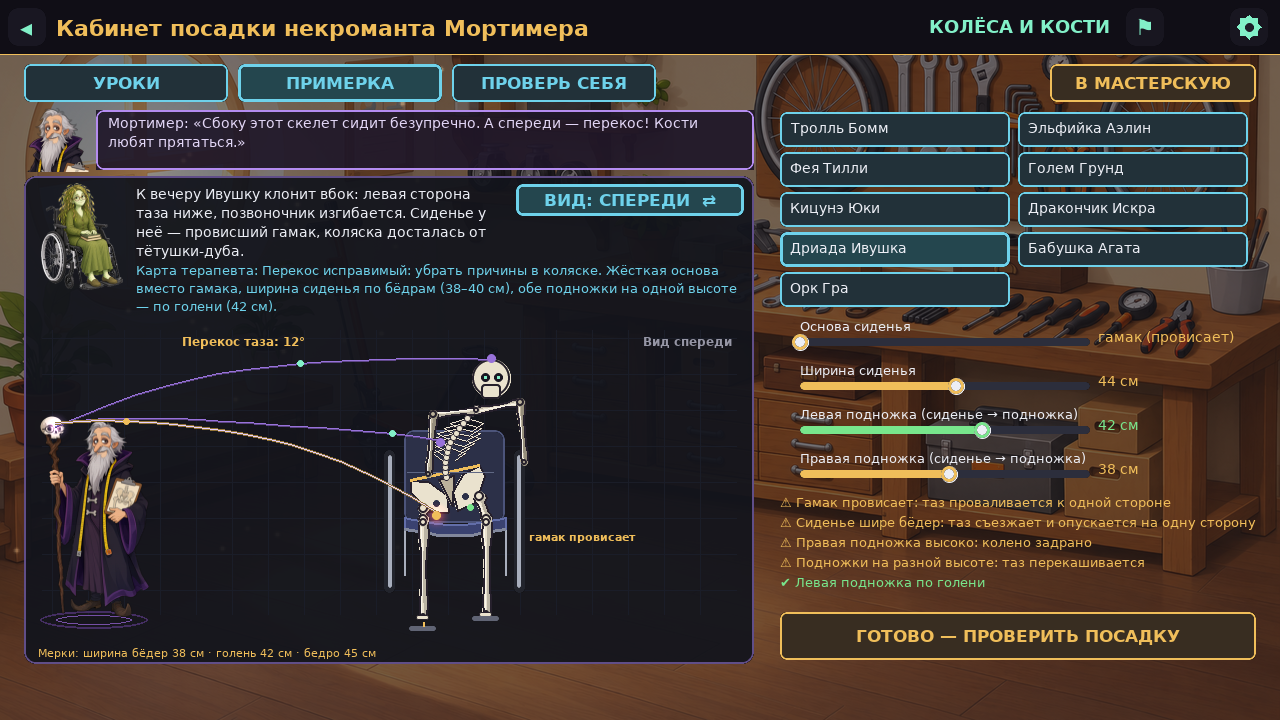 Кабинет посадки некроманта Мортимера
КОЛЁСА И КОСТИ
УРОКИ
ПРИМЕРКА
ПРОВЕРЬ СЕБЯ
В МАСТЕРСКУЮ
Мортимер: «Сбоку этот скелет сидит безупречно. А спереди — перекос! Кости
любят прятаться.»
К вечеру Ивушку клонит вбок: левая сторона
таза ниже, позвоночник изгибается. Сиденье у
неё — провисший гамак, коляска досталась от
тётушки-дуба.
ВИД: СПЕРЕДИ ⇄
Карта терапевта: Перекос исправимый: убрать причины в коляске. Жёсткая основа
вместо гамака, ширина сиденья по бёдрам (38–40 см), обе подножки на одной высоте
— по голени (42 см).
Перекос таза: 12°
Вид спереди
гамак провисает
Мерки: ширина бёдер 38 см · голень 42 см · бедро 45 см
Тролль Бомм
Эльфийка Аэлин
Фея Тилли
Голем Грунд
Кицунэ Юки
Дракончик Искра
Дриада Ивушка
Бабушка Агата
Орк Гра
Основа сиденья
гамак (провисает)
Ширина сиденья
44 см
Левая подножка (сиденье → подножка)
42 см
Правая подножка (сиденье → подножка)
38 см
⚠ Гамак провисает: таз проваливается к одной стороне
⚠ Сиденье шире бёдер: таз съезжает и опускается на одну сторону
⚠ Правая подножка высоко: колено задрано
⚠ Подножки на разной высоте: таз перекашивается
✔ Левая подножка по голени
ГОТОВО — ПРОВЕРИТЬ ПОСАДКУ